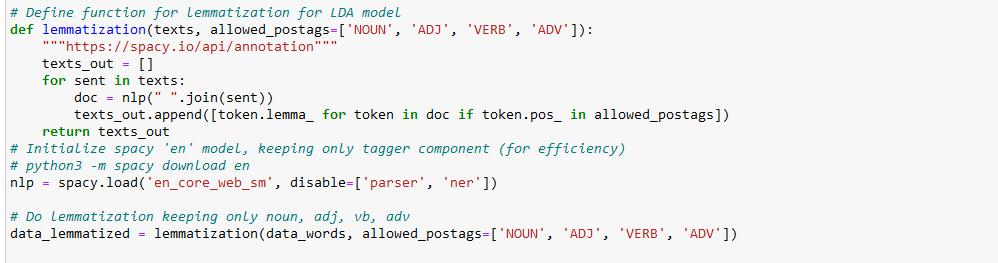 # Define function for lemmatization for LDA model
def lemmatization(texts, allowed_postags=['NOUN', 'ADJ', 'VERB', 'ADV']):
    """https://spacy.io/api/annotation"""
    texts_out = []
    for sent in texts:
        doc = nlp(" ".join(sent))
        texts_out.append([token.lemma_ for token in doc if token.pos_ in allowed_postags])
    return texts_out
# Initialize spacy 'en' model, keeping only tagger component (for efficiency)
# python3 -m spacy download en
nlp = spacy.load('en_core_web_sm', disable=['parser', 'ner'])

# Do lemmatization keeping only noun, adj, vb, adv
data_lemmatized = lemmatization(data_words, allowed_postags=['NOUN', 'ADJ', 'VERB', 'ADV'])